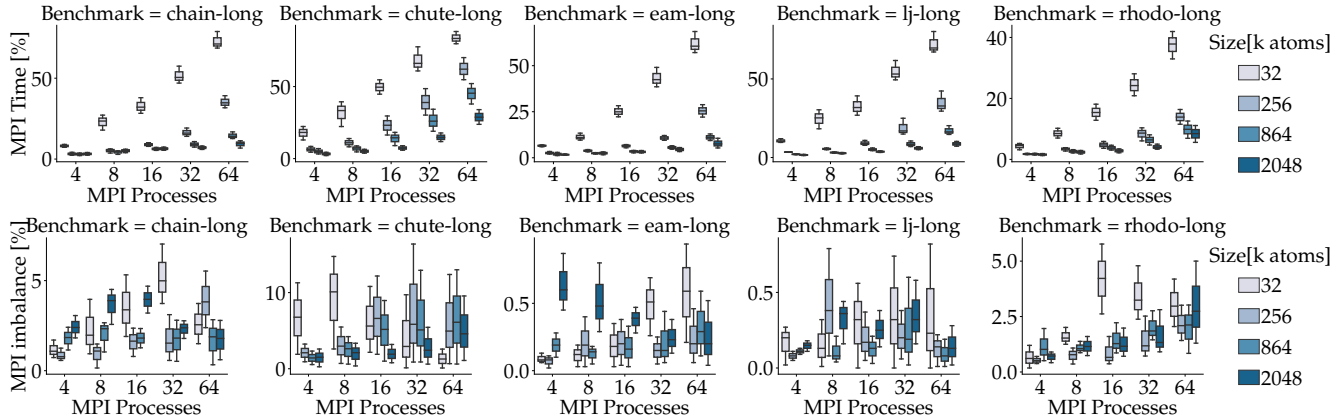 Benchmark = chain-long
Benchmark = chute-long
Benchmark = eam-long
Benchmark = lj-long
Benchmark = rhodo-long
MPI Time [%]
50
0
50
0
75
50
25
0
50
0
40
20
0
4 8 16 32 64
4 8 16 32 64
4 8 16 32 64
4 8 16 32 64
4 8 16 32 64
MPI Processes
MPI Processes
MPI Processes
MPI Processes
MPI Processes
Size[k atoms]
32
256
864
2048
Benchmark = chain-long
Benchmark = chute-long
Benchmark = eam-long
Benchmark = lj-long
Benchmark = rhodo-long
MPI imbalance [%]
5
0
10
5
0
0.5
0.0
0.5
0.0
5.0
2.5
0.0
4 8 16 32 64
4 8 16 32 64
4 8 16 32 64
4 8 16 32 64
4 8 16 32 64
MPI Processes
MPI Processes
MPI Processes
MPI Processes
MPI Processes
Size[k atoms]
32
256
864
2048